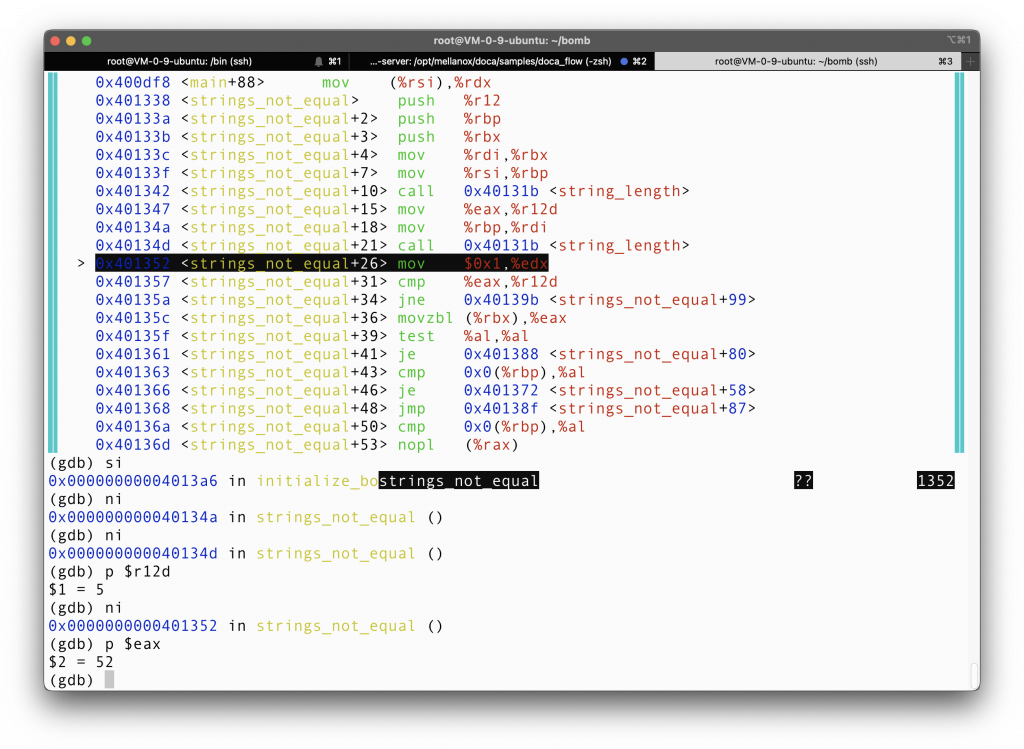 root@VM-0-9-ubuntu: ~/bomb ⌥⌘1
root@VM-0-9-ubuntu: /bin (ssh) ⌘1 ...-server: /opt/mellanox/doca/samples/doca_flow (-zsh) ⌘2 root@VM-0-9-ubuntu: ~/bomb (ssh) ⌘3 +
0x400df8 <main+88> mov (%rsi),%rdx
0x401338 <strings_not_equal> push %r12
0x40133a <strings_not_equal+2> push %rbp
0x40133b <strings_not_equal+3> push %rbx
0x40133c <strings_not_equal+4> mov %rdi,%rbx
0x40133f <strings_not_equal+7> mov %rsi,%rbp
0x401342 <strings_not_equal+10> call 0x40131b <string_length>
0x401347 <strings_not_equal+15> mov %eax,%r12d
0x40134a <strings_not_equal+18> mov %rbp,%rdi
0x40134d <strings_not_equal+21> call 0x40131b <string_length>
> 0x401352 <strings_not_equal+26> mov $0x1,%edx
0x401357 <strings_not_equal+31> cmp %eax,%r12d
0x40135a <strings_not_equal+34> jne 0x40139b <strings_not_equal+99>
0x40135c <strings_not_equal+36> movzbl (%rbx),%eax
0x40135f <strings_not_equal+39> test %al,%al
0x401361 <strings_not_equal+41> je 0x401388 <strings_not_equal+80>
0x401363 <strings_not_equal+43> cmp 0x0(%rbp),%al
0x401366 <strings_not_equal+46> je 0x401372 <strings_not_equal+58>
0x401368 <strings_not_equal+48> jmp 0x40138f <strings_not_equal+87>
0x40136a <strings_not_equal+50> cmp 0x0(%rbp),%al
0x40136d <strings_not_equal+53> nopl (%rax)
(gdb) si
0x00000000004013a6 in initialize_bostrings_not_equal ?? 1352
(gdb) ni
0x000000000040134a in strings_not_equal ()
(gdb) ni
0x000000000040134d in strings_not_equal ()
(gdb) p $r12d
$1 = 5
(gdb) ni
0x0000000000401352 in strings_not_equal ()
(gdb) p $eax
$2 = 52
(gdb)